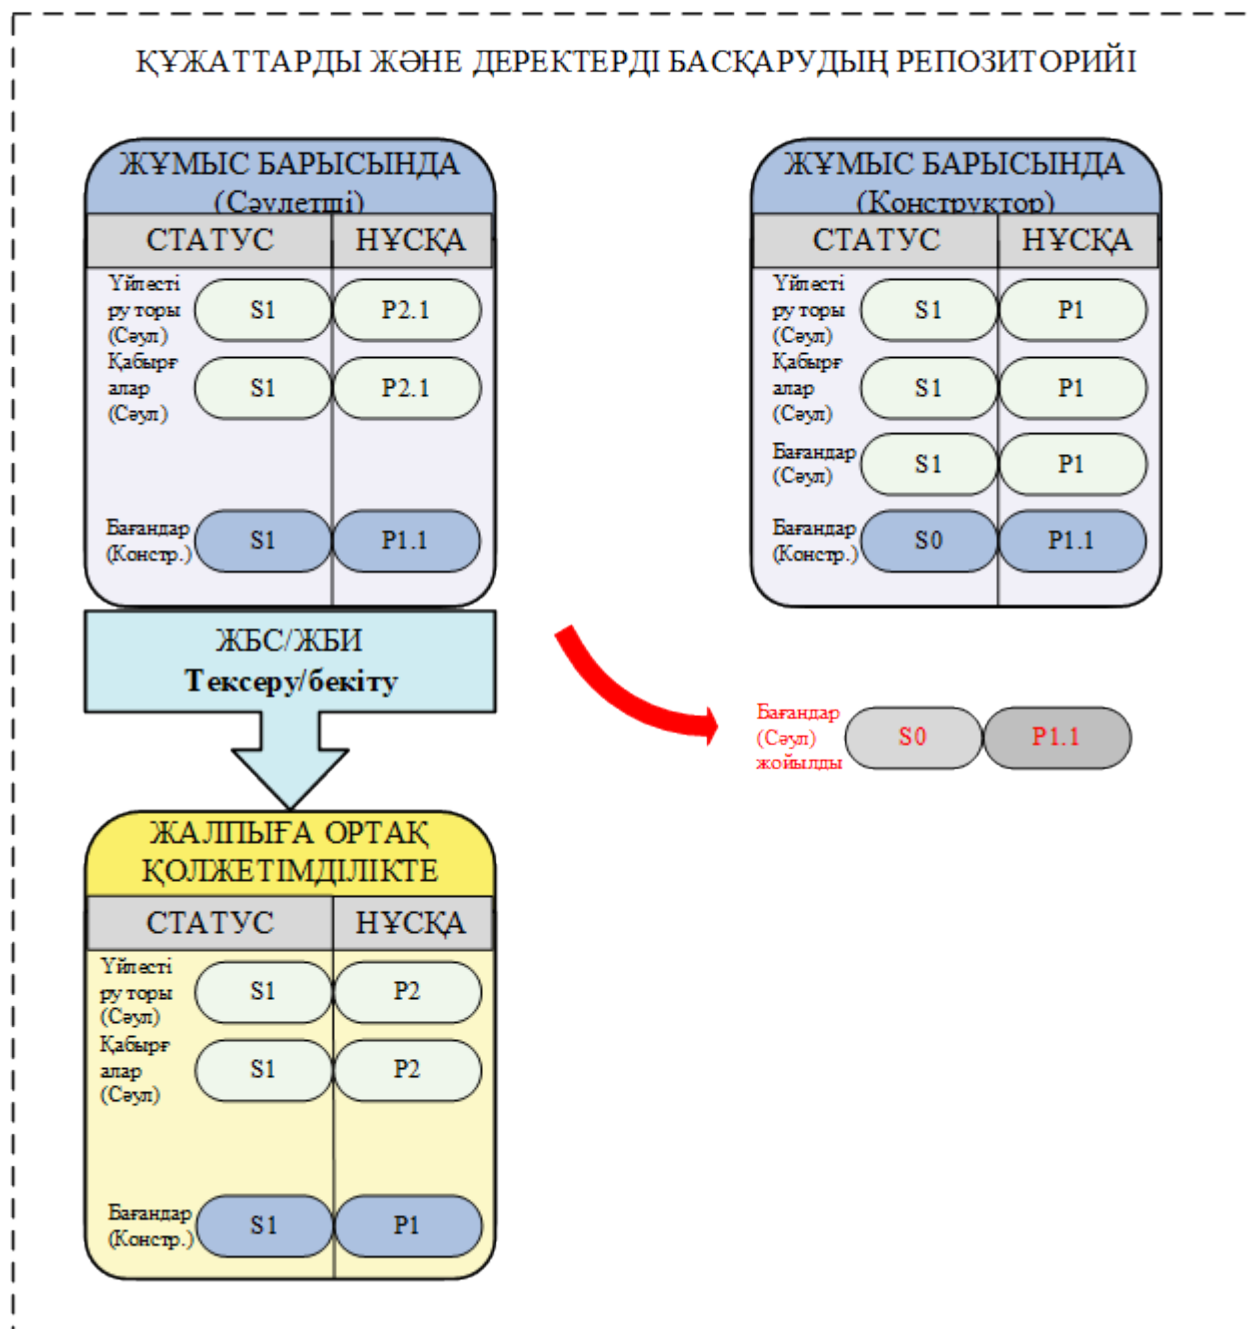 ҚҰЖАТТАРДЫ ЖӘНЕ ДЕРЕКТЕРДІ БАСҚАРУДЫҢ РЕПОЗИТОРИЙІ
ЖҰМЫС БАРЫСЫНДА
(Сәулетші)
СТАТУС НҰСҚА
Үйлесті
ру торы
(Сәул)
S1 P2.1
Қабырғ
алар
(Сәул)
S1 P2.1
Бағандар
(Констр.)
S1 P1.1
ЖҰМЫС БАРЫСЫНДА
(Конструктор)
СТАТУС НҰСҚА
Үйлесті
ру торы
(Сәул)
S1 P1
Қабырғ
алар
(Сәул)
S1 P1
Бағандар
(Сәул)
S1 P1
Бағандар
(Констр.)
S0 P1.1
ЖБС/ЖБИ
Тексеру/бекіту
Бағандар
(Сәул)
жойылды
S0 P1.1
ЖАЛПЫҒА ОРТАҚ
ҚОЛЖЕТІМДІЛІКТЕ
СТАТУС НҰСҚА
Үйлесті
ру торы
(Сәул)
S1 P2
Қабырғ
алар
(Сәул)
S1 P2
Бағандар
(Констр.)
S1 P1